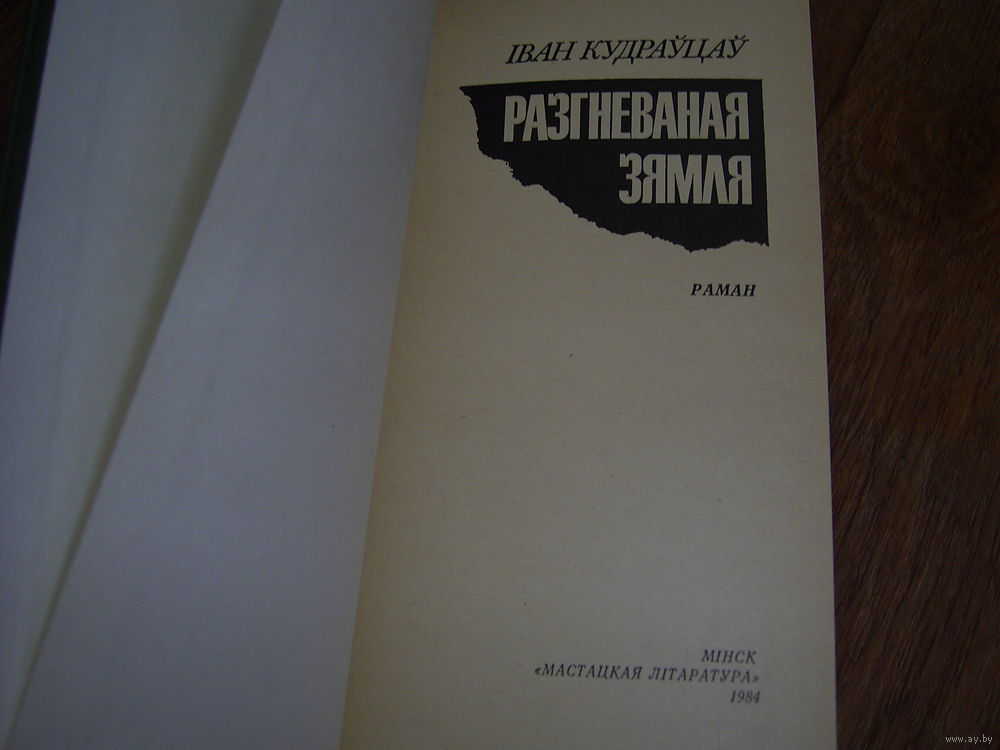 ІВАН КУДРАЎЦАЎ
РАЗГНЕВАНАЯ
ЗЯМЛЯ
РАМАН
МІНСК
«МАСТАЦКАЯ ЛІТАРАТУРА»
1984
www.ay.by